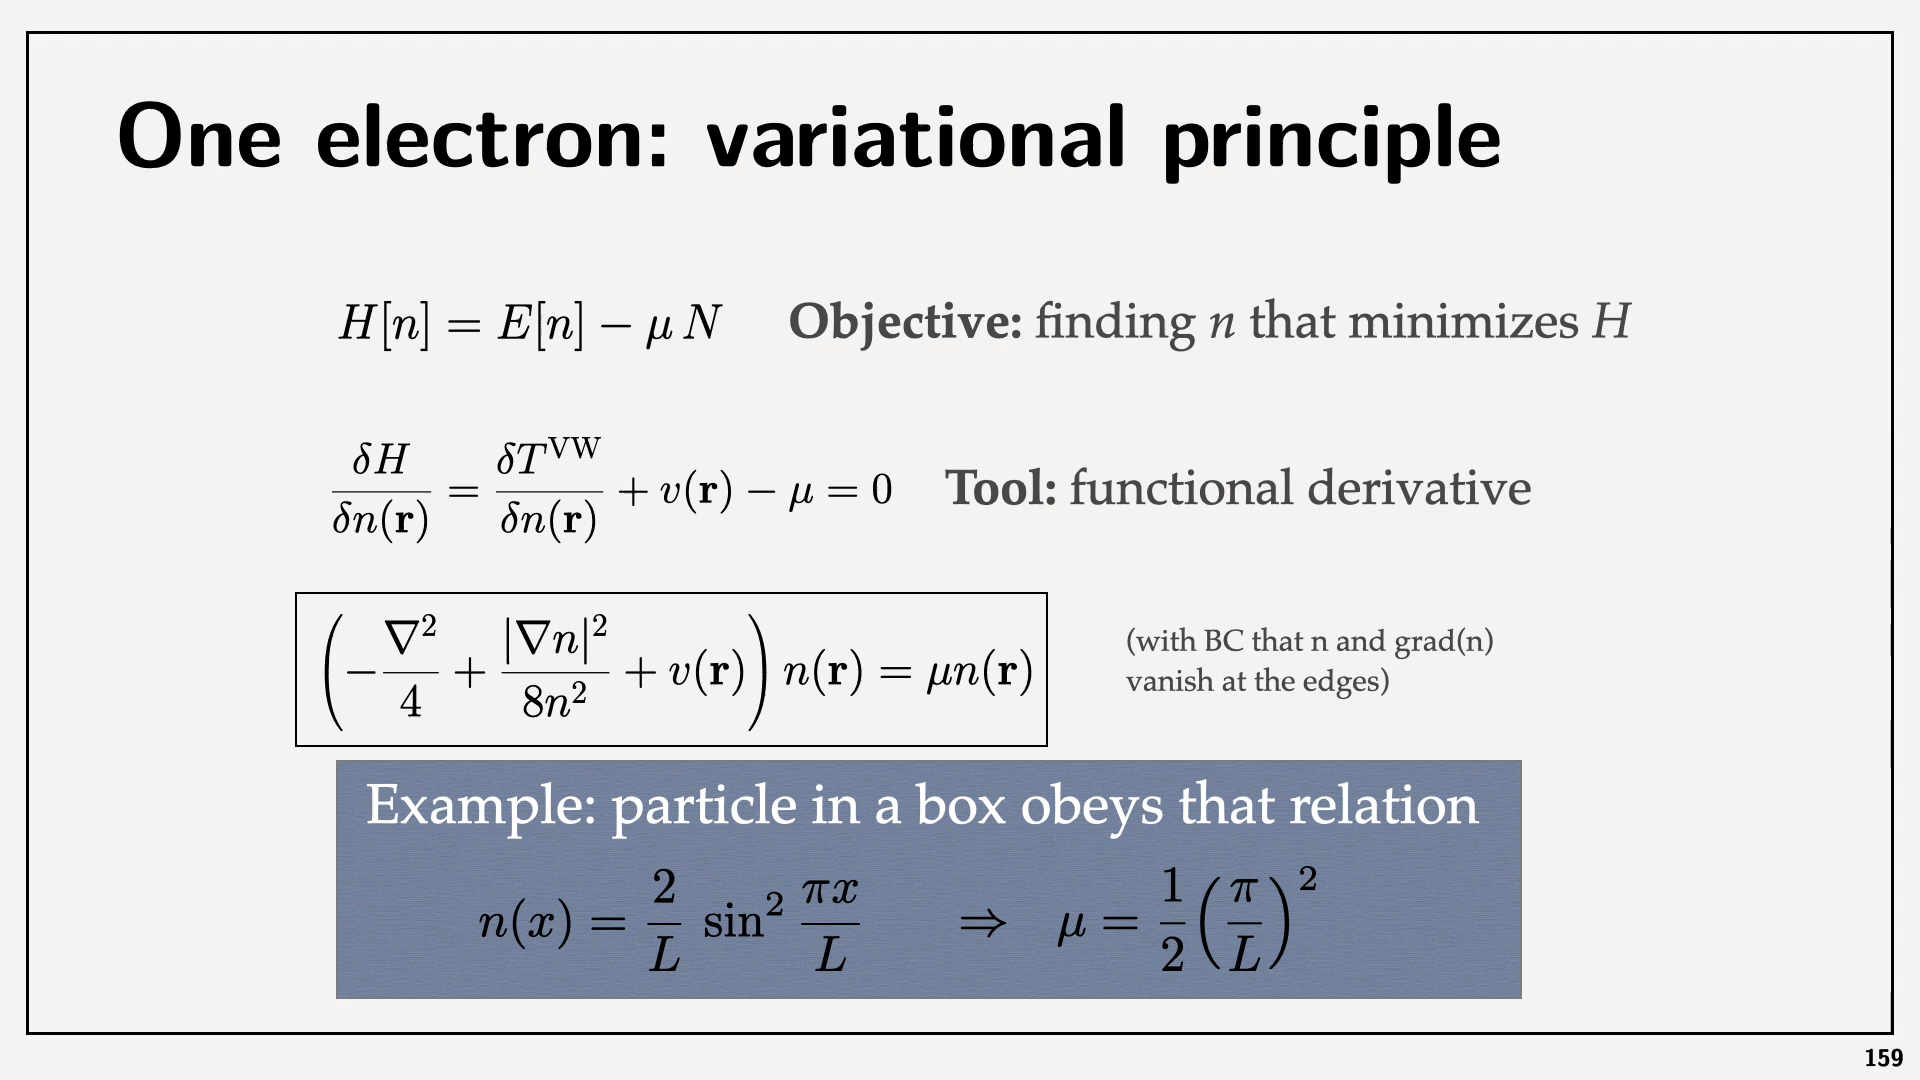 One electron: variational principle
H[n] = E[n] − μ N   Objective: finding n that minimizes H
δH/δn(r) = δT^VW/δn(r) + v(r) − μ = 0   Tool: functional derivative
(−∇²/4 + |∇n|²/8n² + v(r)) n(r) = μn(r)
(with BC that n and grad(n)
vanish at the edges)
Example: particle in a box obeys that relation
n(x) = 2/L sin² πx/L ⇒ μ = 1/2 (π/L)²
159